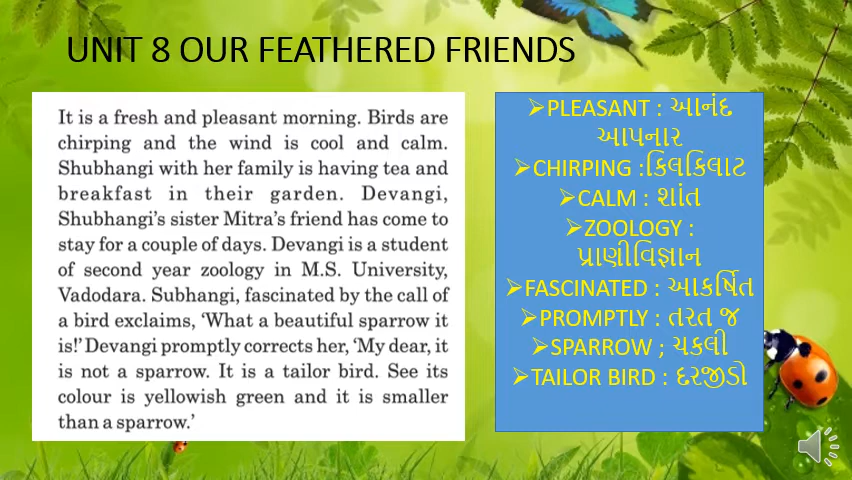 UNIT 8 OUR FEATHERED FRIENDS
It is a fresh and pleasant morning. Birds are
chirping and the wind is cool and calm.
Shubhangi with her family is having tea and
breakfast in their garden. Devangi,
Shubhangi's sister Mitra's friend has come to
stay for a couple of days. Devangi is a student
of second year zoology in M.S. University,
Vadodara. Subhangi, fascinated by the call of
a bird exclaims, 'What a beautiful sparrow it
is!' Devangi promptly corrects her, 'My dear, it
is not a sparrow. It is a tailor bird. See its
colour is yellowish green and it is smaller
than a sparrow.'
➢PLEASANT : આનંદ
આપનાર
➢CHIRPING :કિલકિલાટ
➢CALM : શાંત
➢ZOOLOGY :
પ્રાણીવિજ્ઞાન
➢FASCINATED : આકર્ષિત
➢PROMPTLY : તરત જ
➢SPARROW ; ચકલી
➢TAILOR BIRD : દરજીડો